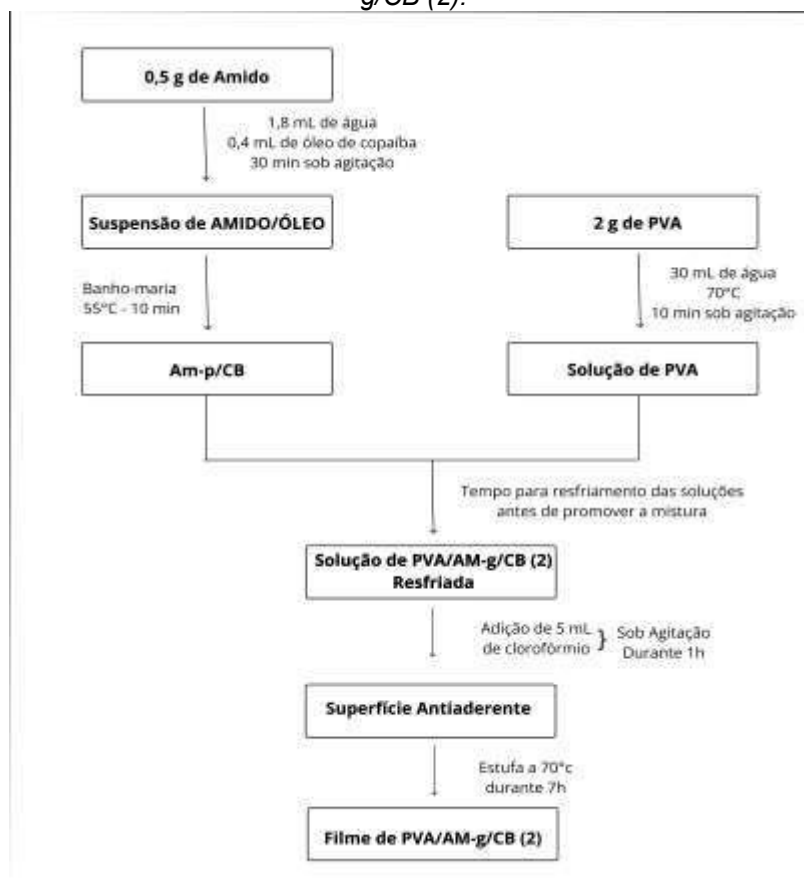 g/CB (2).
0,5 g de Amido
1,8 mL de água
0,4 mL de óleo de copaíba
30 min sob agitação
Suspensão de AMIDO/ÓLEO
2 g de PVA
Banho-maria
55°C - 10 min
30 mL de água
70°C
10 min sob agitação
Am-p/CB
Solução de PVA
Tempo para resfriamento das soluções
antes de promover a mistura
Solução de PVA/AM-g/CB (2)
Resfriada
Adição de 5 mL
de clorofórmio
} Sob Agitação
Durante 1h
Superfície Antiaderente
Estufa a 70°c
durante 7h
Filme de PVA/AM-g/CB (2)